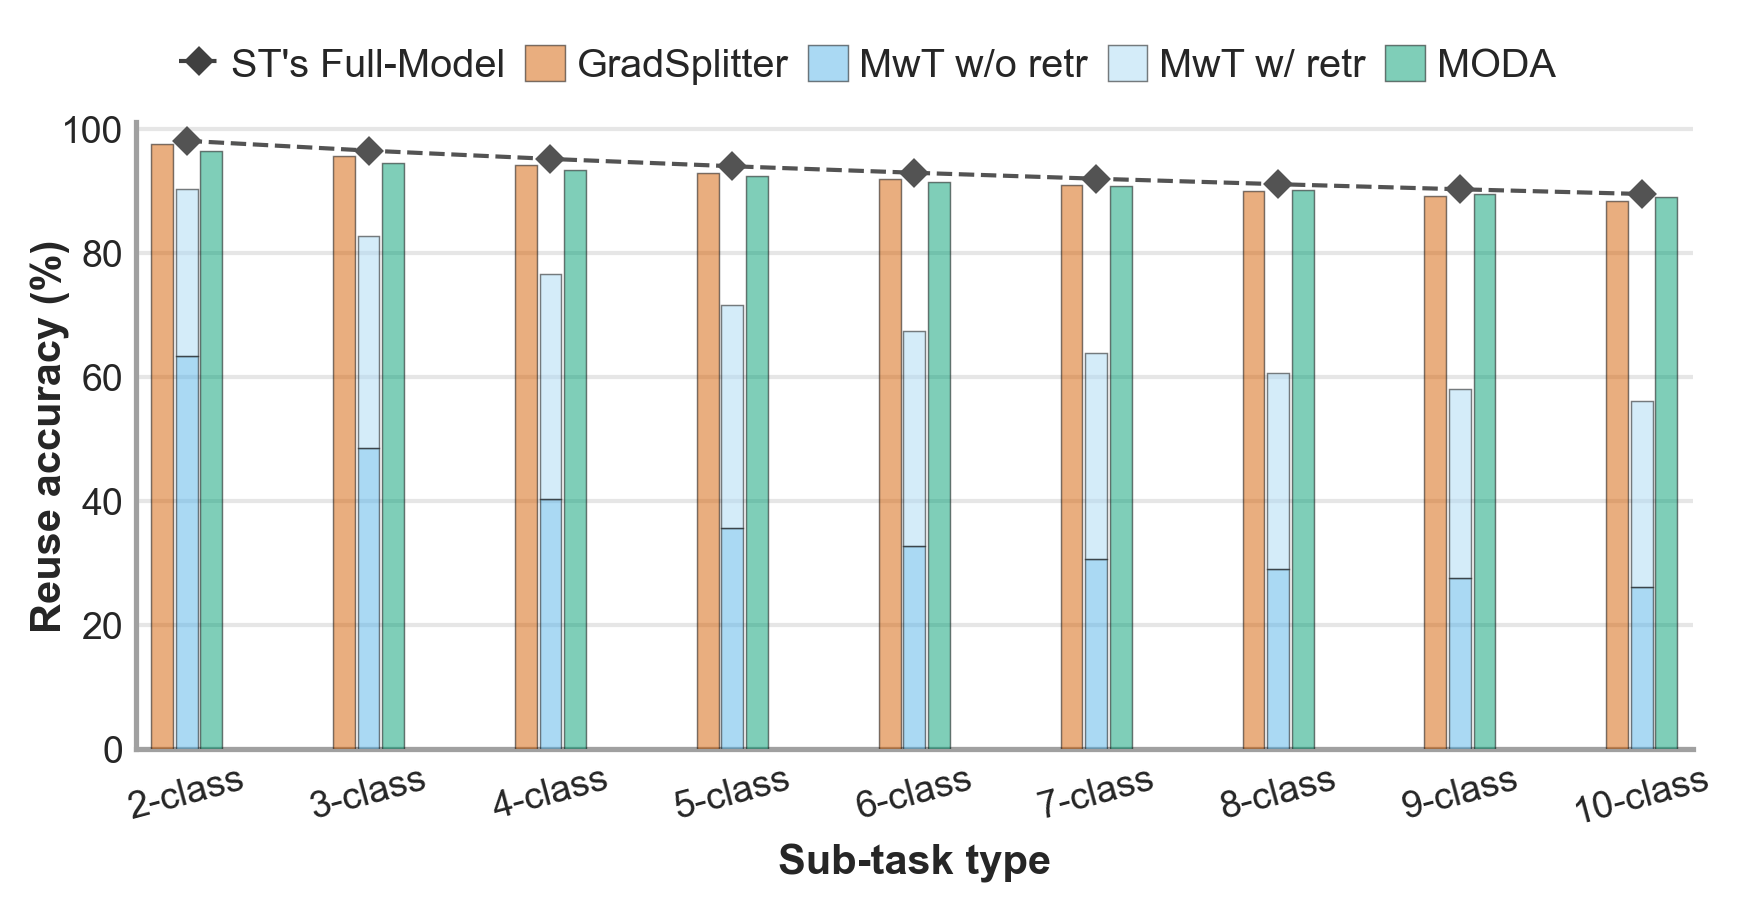 ST's Full-Model GradSplitter MwT w/o retr MwT w/ retr MODA
Reuse accuracy (%)
100
80
60
40
20
0
2-class 3-class 4-class 5-class 6-class 7-class 8-class 9-class 10-class
Sub-task type